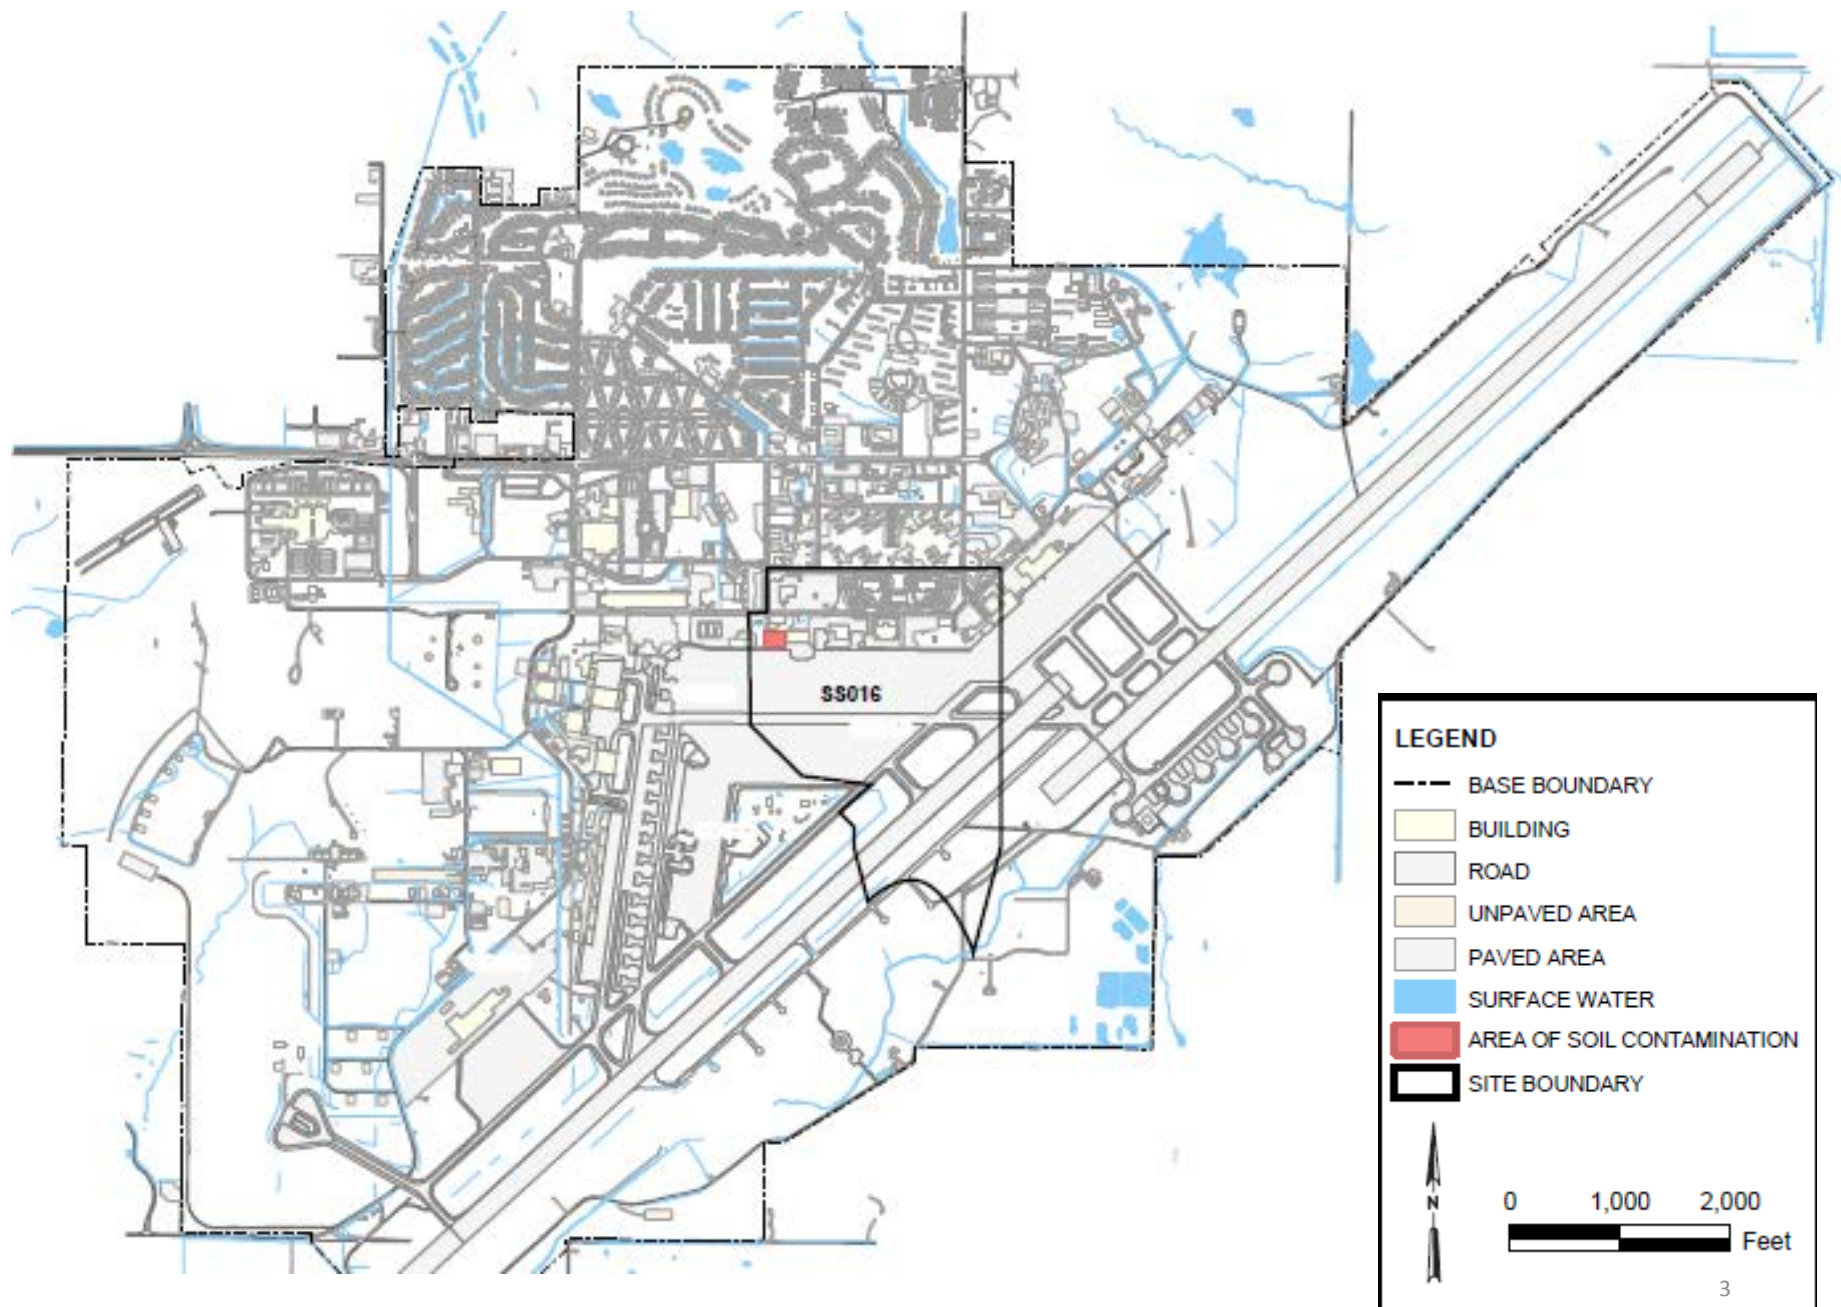 SS016
LEGEND
BASE BOUNDARY
BUILDING
ROAD
UNPAVED AREA
PAVED AREA
SURFACE WATER
AREA OF SOIL CONTAMINATION
SITE BOUNDARY
N
0 1,000 2,000
Feet
3